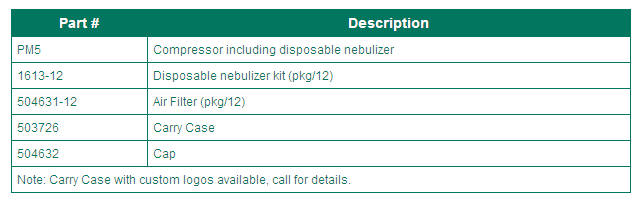 Part # Description
PM5 Compressor including disposable nebulizer
1613-12 Disposable nebulizer kit (pkg/12)
504631-12 Air Filter (pkg/12)
503726 Carry Case
504632 Cap
Note: Carry Case with custom logos available, call for details.